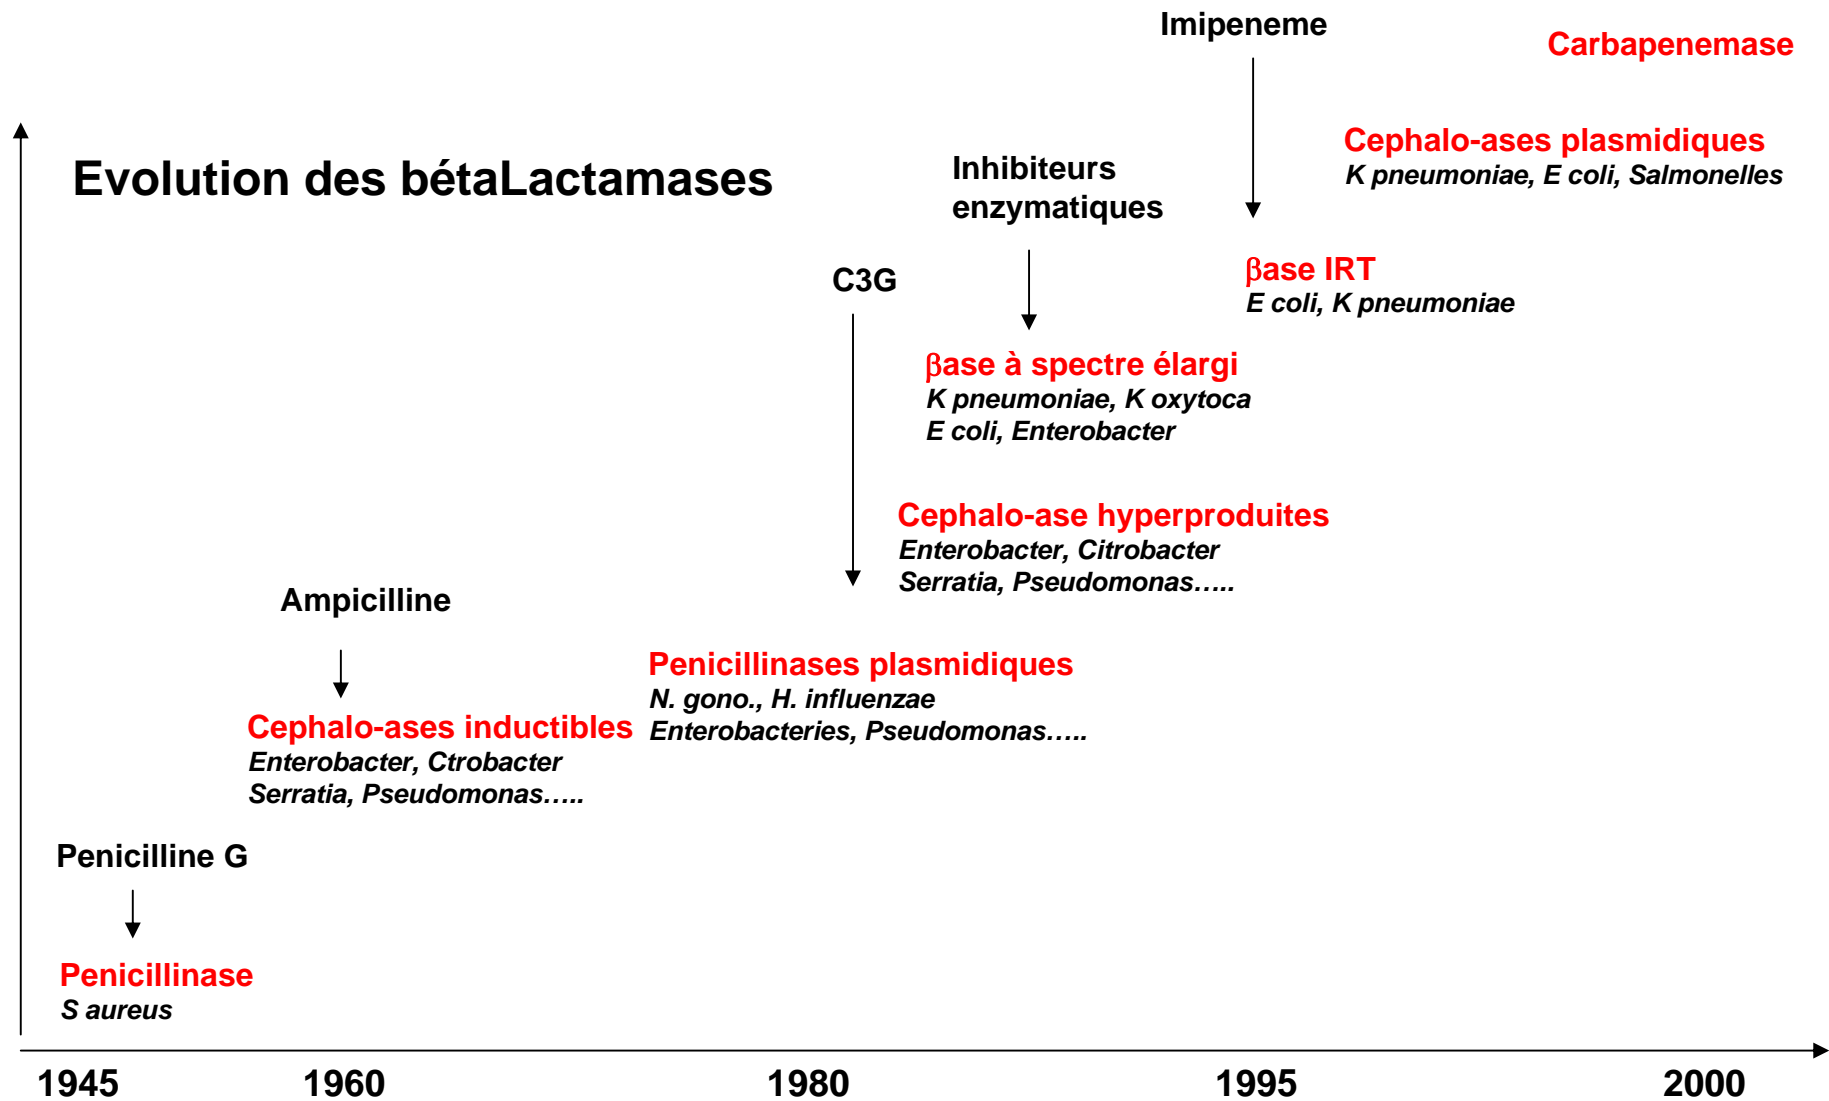 Imipeneme
Carbapenemase
Evolution des bétaLactamases
Inhibiteurs
enzymatiques
Cephalo-ases plasmidiques
K pneumoniae, E coli, Salmonelles
C3G
βase IRT
E coli, K pneumoniae
βase à spectre élargi
K pneumoniae, K oxytoca
E coli, Enterobacter
Cephalo-ase hyperproduites
Enterobacter, Citrobacter
Serratia, Pseudomonas…..
Ampicilline
Penicillinases plasmidiques
N. gono., H. influenzae
Enterobacteries, Pseudomonas…..
Cephalo-ases inductibles
Enterobacter, Ctrobacter
Serratia, Pseudomonas…..
Penicilline G
Penicillinase
S aureus
1945 1960 1980 1995 2000